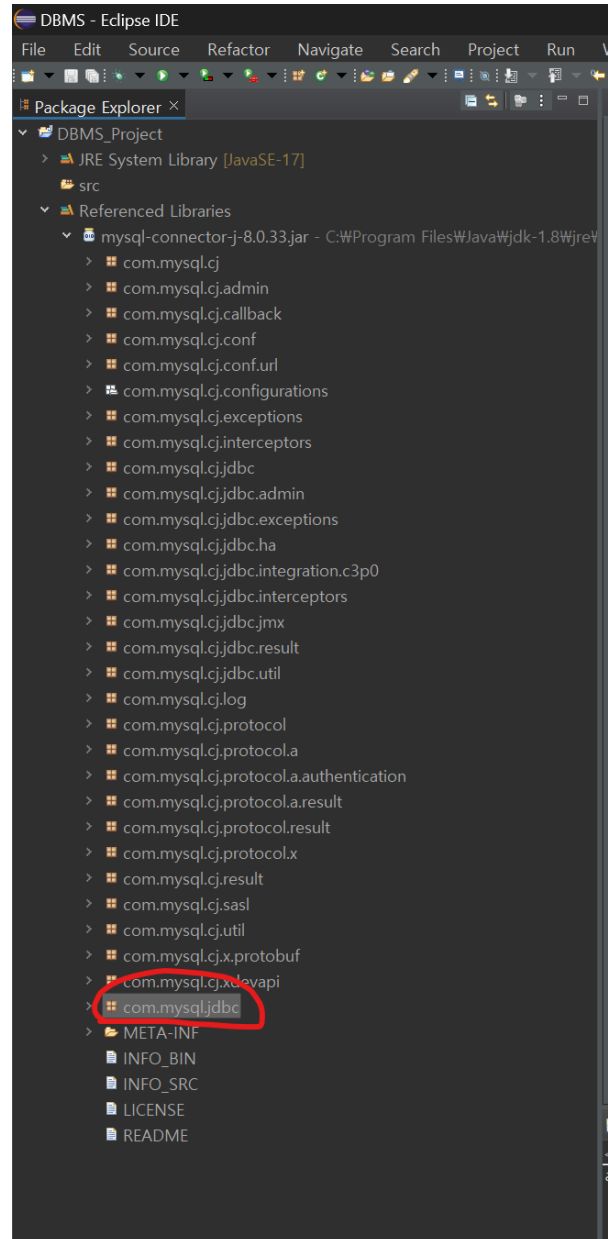 DBMS - Eclipse IDE
File Edit Source Refactor Navigate Search Project Run
Package Explorer
DBMS_Project
JRE System Library [JavaSE-17]
src
Referenced Libraries
mysql-connector-j-8.0.33.jar - C:₩Program Files₩Java₩jdk-1.8₩jre₩
com.mysql.cj
com.mysql.cj.admin
com.mysql.cj.callback
com.mysql.cj.conf
com.mysql.cj.conf.url
com.mysql.cj.configurations
com.mysql.cj.exceptions
com.mysql.cj.interceptors
com.mysql.cj.jdbc
com.mysql.cj.jdbc.admin
com.mysql.cj.jdbc.exceptions
com.mysql.cj.jdbc.ha
com.mysql.cj.jdbc.integration.c3p0
com.mysql.cj.jdbc.interceptors
com.mysql.cj.jdbc.jmx
com.mysql.cj.jdbc.result
com.mysql.cj.jdbc.util
com.mysql.cj.log
com.mysql.cj.protocol
com.mysql.cj.protocol.a
com.mysql.cj.protocol.a.authentication
com.mysql.cj.protocol.a.result
com.mysql.cj.protocol.result
com.mysql.cj.protocol.x
com.mysql.cj.result
com.mysql.cj.sasl
com.mysql.cj.util
com.mysql.cj.x.protobuf
com.mysql.cj.xdevapi
com.mysql.jdbc
META-INF
INFO_BIN
INFO_SRC
LICENSE
README